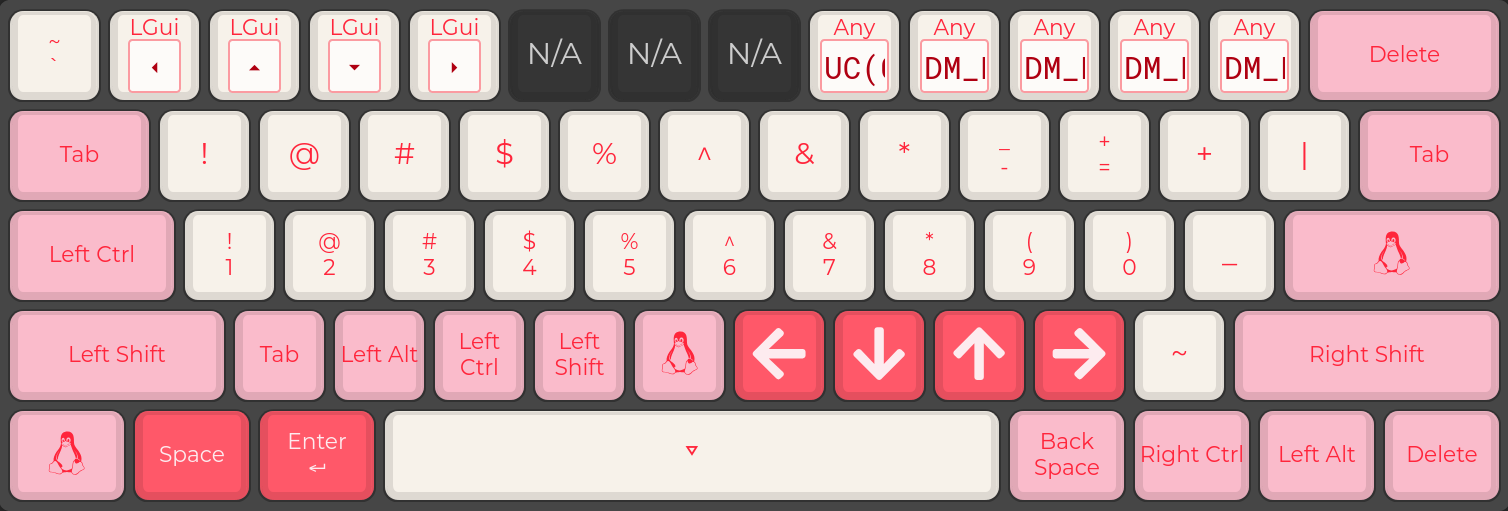 ~
`
LGui
LGui
LGui
LGui
N/A
N/A
N/A
Any
UC(
Any
DM_
Any
DM_
Any
DM_
Any
DM_
Delete
Tab
!
@
#
$
%
^
&
*
_
-
+
=
+
|
Tab
Left Ctrl
!
1
@
2
#
3
$
4
%
5
^
6
&
7
*
8
(
9
)
0
_
Left Shift
Tab
Left Alt
Left
Ctrl
Left
Shift
~
Right Shift
Space
Enter
Back
Space
Right Ctrl
Left Alt
Delete